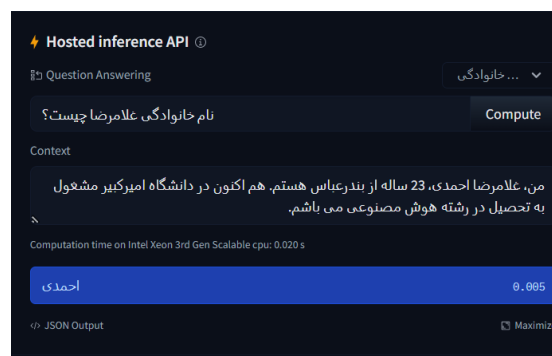 Hosted inference API
Question Answering
خانوادگی ...
نام خانوادگی غلامرضا چیست؟
Compute
Context
من، غلامرضا احمدی، 23 ساله از بندرعباس هستم. هم اکنون در دانشگاه امیرکبیر مشغول
به تحصیل در رشته هوش مصنوعی می باشم.
Computation time on Intel Xeon 3rd Gen Scalable cpu: 0.020 s
احمدی
0.005
</> JSON Output
Maximiz